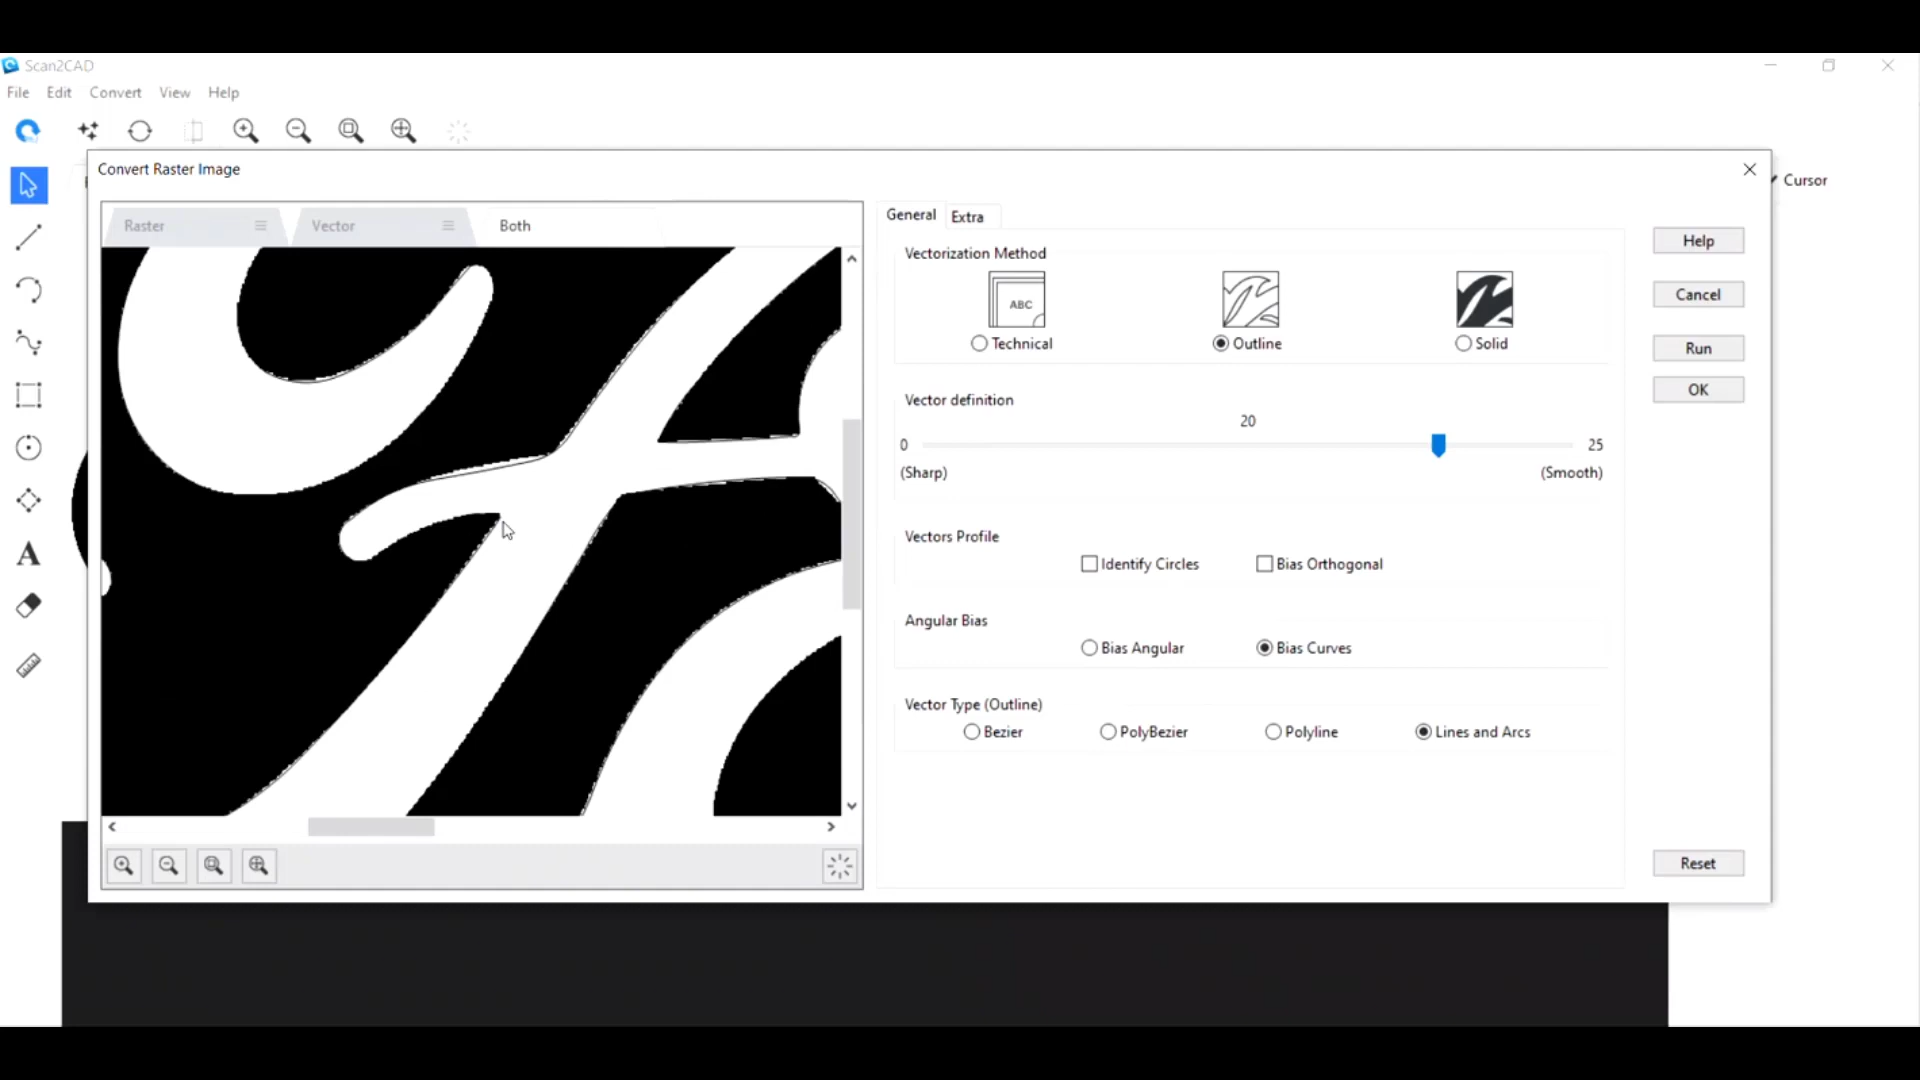 Scan2CAD
File Edit Convert View Help
Convert Raster Image
Cursor
Raster Vector Both
General Extra
Help
Vectorization Method
ABC
Cancel
Technical Outline Solid
Run
OK
Vector definition
20
0 25
(Sharp) (Smooth)
Vectors Profile
Identify Circles Bias Orthogonal
Angular Bias
Bias Angular Bias Curves
Vector Type (Outline)
Bezier PolyBezier Polyline Lines and Arcs
Reset